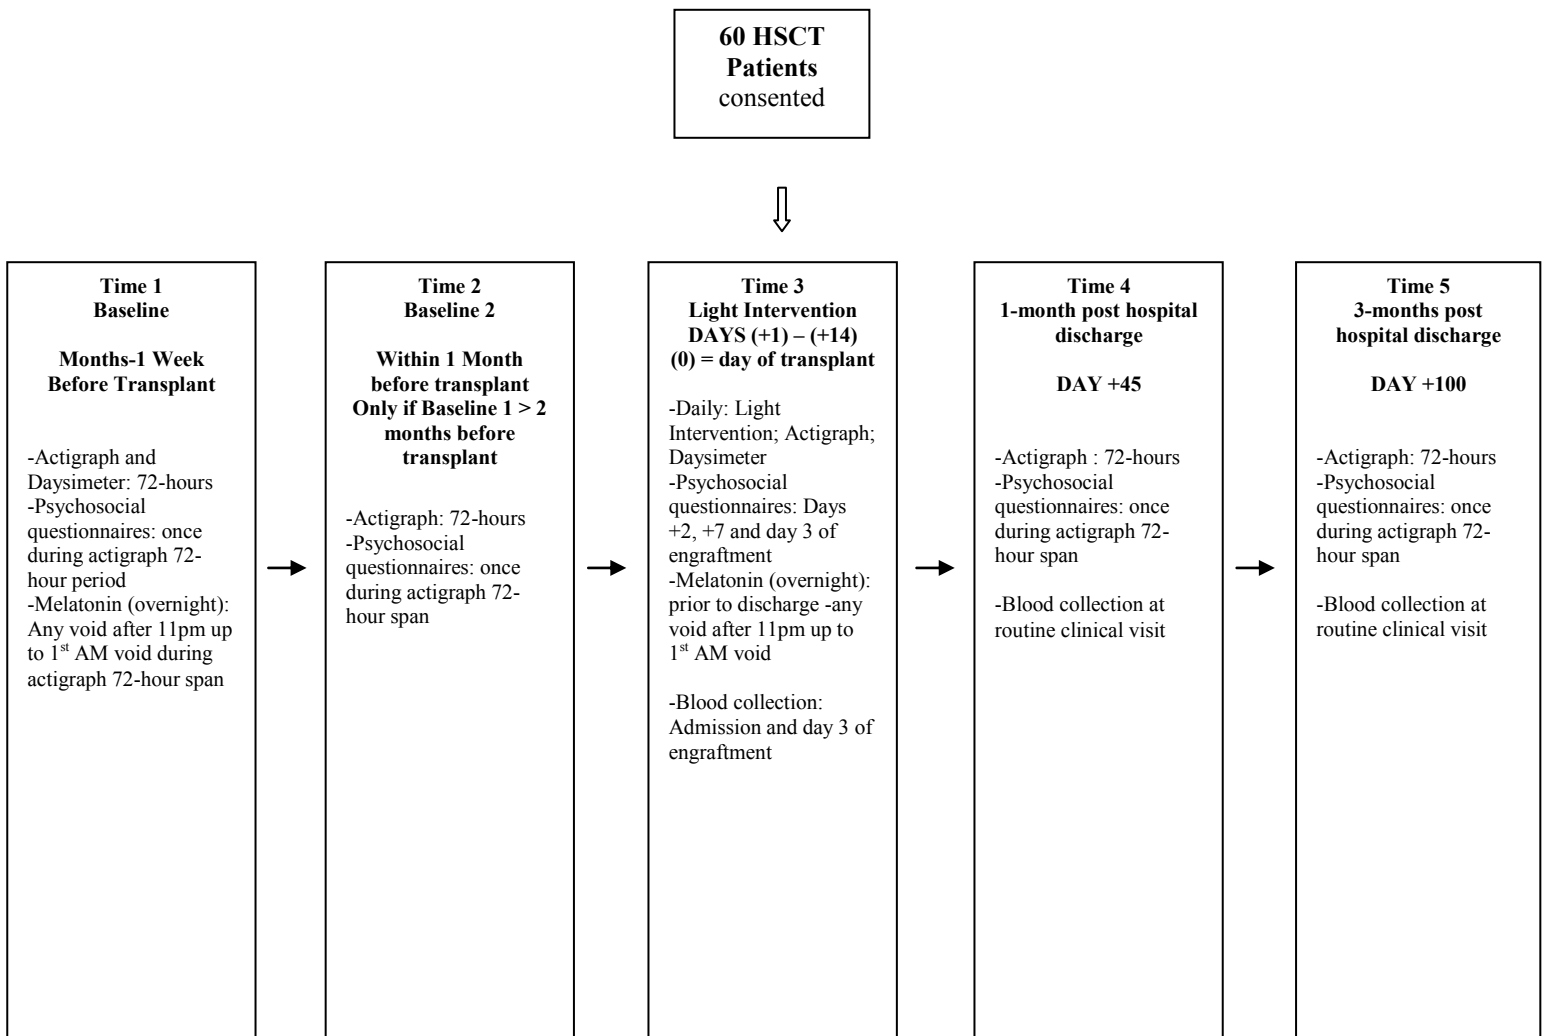 60 HSCT
Patients
consented
Time 1
Baseline
Months-1 Week
Before Transplant
-Actigraph and
Daysimeter: 72-hours
-Psychosocial
questionnaires: once
during actigraph 72-
hour period
-Melatonin (overnight):
Any void after 11pm up
to 1st AM void during
actigraph 72-hour span
Time 2
Baseline 2
Within 1 Month
before transplant
Only if Baseline 1 > 2
months before
transplant
-Actigraph: 72-hours
-Psychosocial
questionnaires: once
during actigraph 72-
hour span
Time 3
Light Intervention
DAYS (+1) – (+14)
(0) = day of transplant
-Daily: Light
Intervention; Actigraph;
Daysimeter
-Psychosocial
questionnaires: Days
+2, +7 and day 3 of
engraftment
-Melatonin (overnight):
prior to discharge -any
void after 11pm up to
1st AM void
-Blood collection:
Admission and day 3 of
engraftment
Time 4
1-month post hospital
discharge
DAY +45
-Actigraph : 72-hours
-Psychosocial
questionnaires: once
during actigraph 72-
hour span
-Blood collection at
routine clinical visit
Time 5
3-months post
hospital discharge
DAY +100
-Actigraph: 72-hours
-Psychosocial
questionnaires: once
during actigraph 72-
hour span
-Blood collection at
routine clinical visit